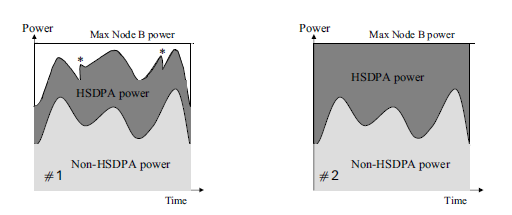 Power
Max Node B power
*
*
HSDPA power
Non-HSDPA power
#1
Time
Power
Max Node B power
HSDPA power
Non-HSDPA power
#2
Time